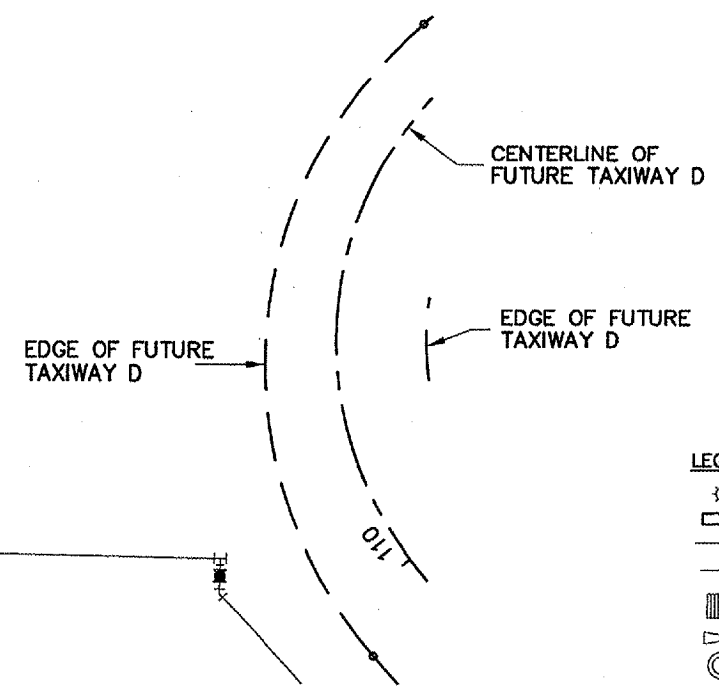 CENTERLINE OF
FUTURE TAXIWAY D
EDGE OF FUTURE
TAXIWAY D
EDGE OF FUTURE
TAXIWAY D
110